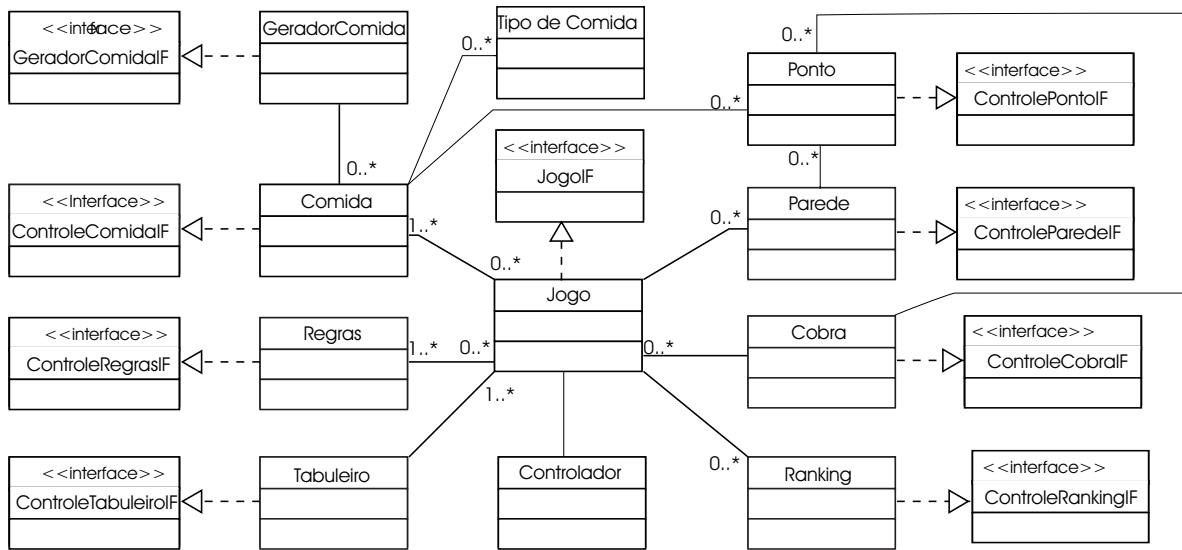 <<interface>>
GeradorComidaIF
GeradorComida
0..*
Comida
0..*
Tipo de Comida
0..*
Ponto
0..*
<<interface>>
ControlePontoIF
0..*
<<interface>>
JogoIF
<<Interface>>
ControleComidaIF
1..*
0..*
Parede
0..*
<<interface>>
ControleParedeIF
Jogo
<<interface>>
ControleRegrasIF
Regras
1..*
0..*
0..*
Cobra
<<interface>>
ControleCobraIF
1..*
<<interface>>
ControleTabuleiroIF
Tabuleiro
Controlador
0..*
Ranking
<<interface>>
ControleRankingIF